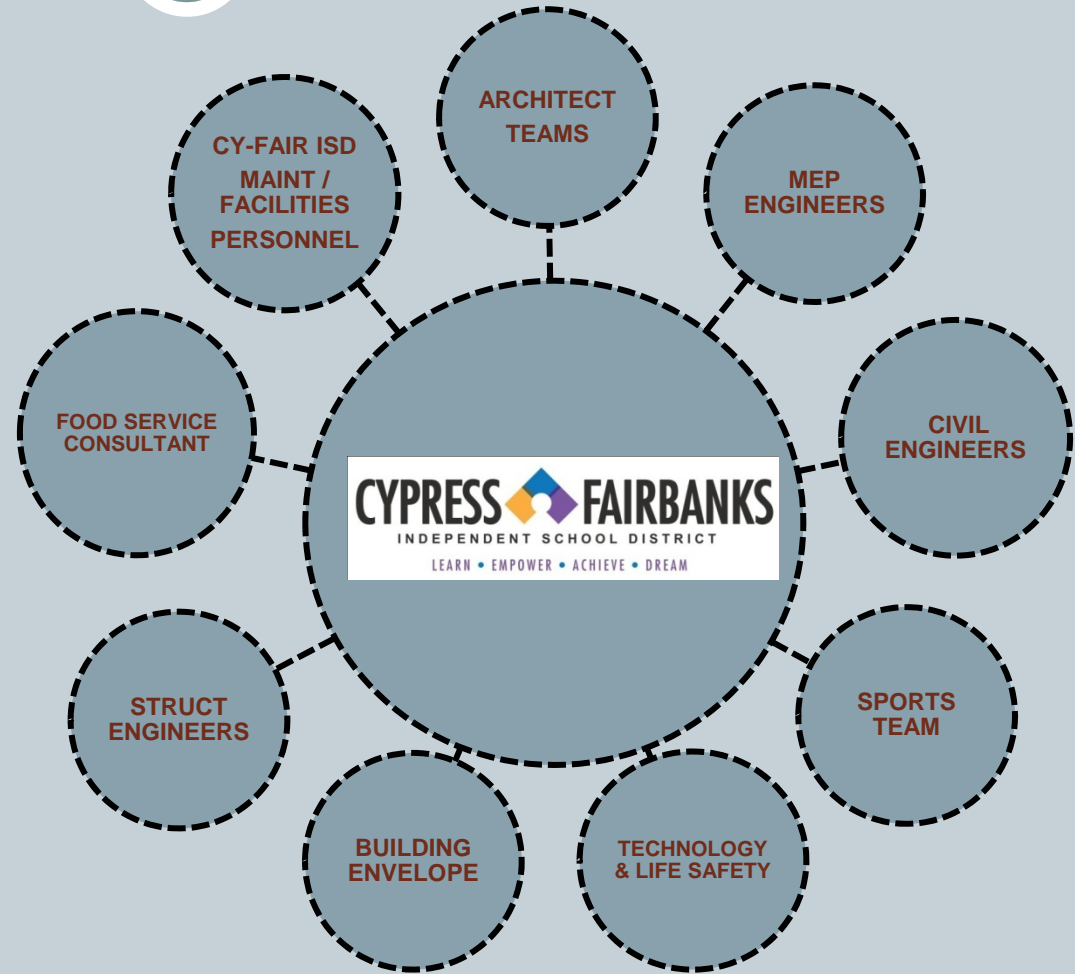 ARCHITECT
TEAMS
CY-FAIR ISD
MAINT /
FACILITIES
PERSONNEL
MEP
ENGINEERS
FOOD SERVICE
CONSULTANT
CIVIL
ENGINEERS
CYPRESS FAIRBANKS
INDEPENDENT SCHOOL DISTRICT
LEARN • EMPOWER • ACHIEVE • DREAM
STRUCT
ENGINEERS
SPORTS
TEAM
BUILDING
ENVELOPE
TECHNOLOGY
& LIFE SAFETY